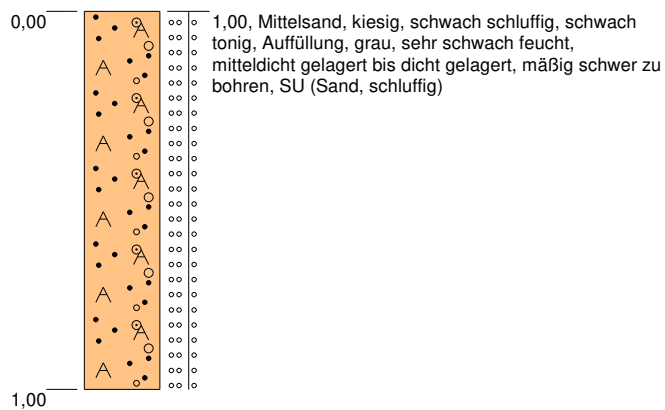 0,00
1,00, Mittelsand, kiesig, schwach schluffig, schwach
tonig, Auffüllung, grau, sehr schwach feucht,
mitteldicht gelagert bis dicht gelagert, mäßig schwer zu
bohren, SU (Sand, schluffig)
A
A
A
A
A
A
A
A
A
A
1,00